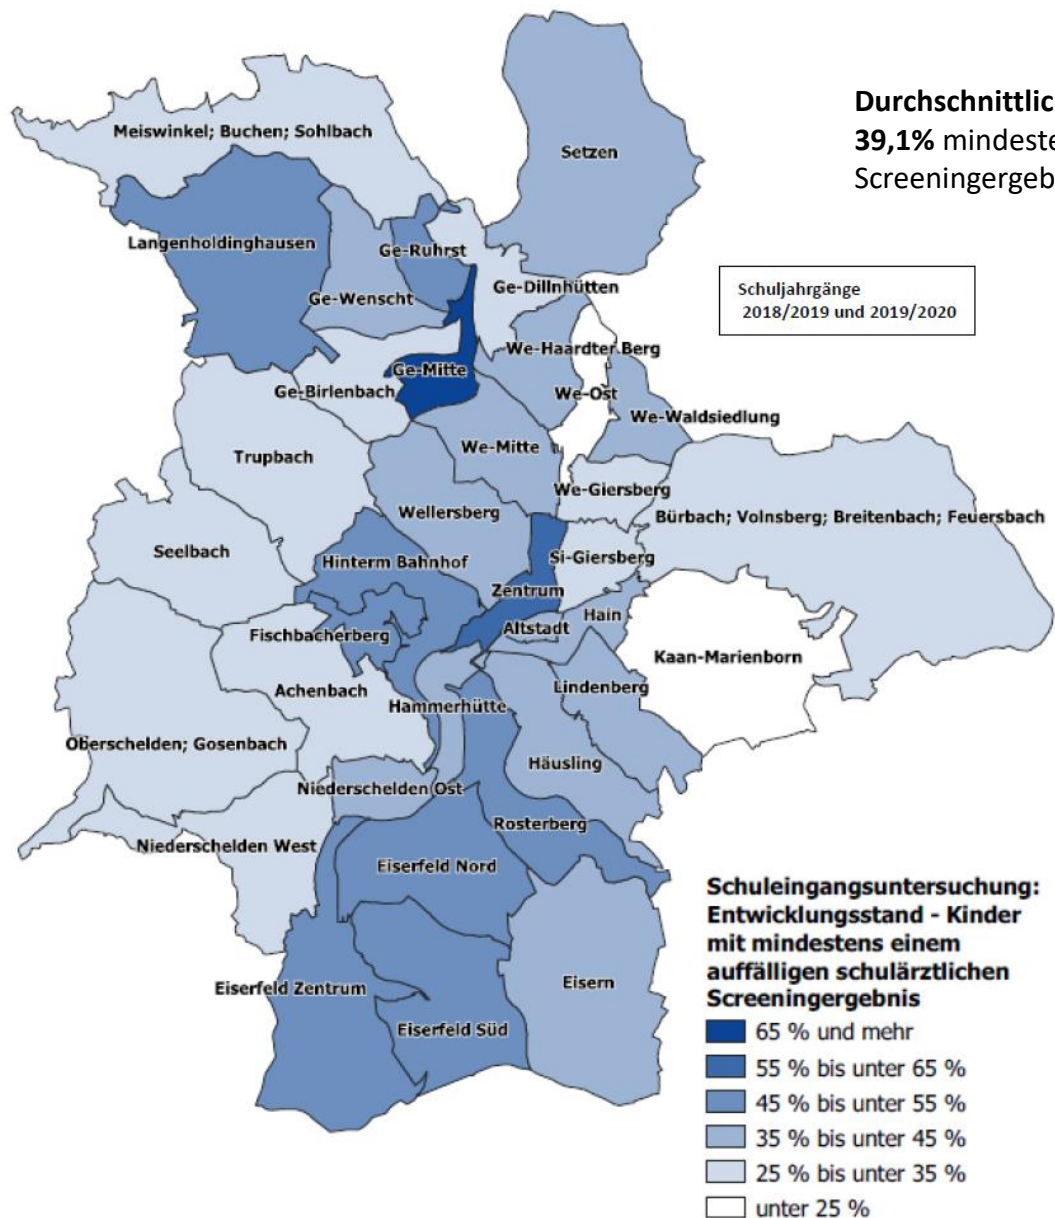 Durchschnittlic
39,1% mindeste
Screeningergeb
Meiswinkel; Buchen; Sohlbach
Setzen
Langenholdinghausen
Ge-Ruhrst
Ge-Dillnhütten
Schuljahrgänge
2018/2019 und 2019/2020
Ge-Wenscht
We-Haardter Berg
Ge-Mitte
Ge-Birlenbach
We-Ost
We-Waldsiedlung
We-Mitte
Trupbach
We-Giersberg
Wellersberg
Bürbach; Volnsberg; Breitenbach; Feuersbach
Seelbach
Hinterm Bahnhof
Si-Giersberg
Zentrum
Hain
Altstadt
Fischbacherberg
Kaan-Marienborn
Achenbach
Lindenberg
Hammerhütte
Oberschelden; Gosenbach
Häusling
Niederschelden Ost
Rosterberg
Niederschelden West
Eiserfeld Nord
Eisern
Eiserfeld Zentrum
Eiserfeld Süd
Schuleingangsuntersuchung:
Entwicklungsstand - Kinder
mit mindestens einem
auffälligen schulärztlichen
Screeningergebnis
65 % und mehr
55 % bis unter 65 %
45 % bis unter 55 %
35 % bis unter 45 %
25 % bis unter 35 %
unter 25 %